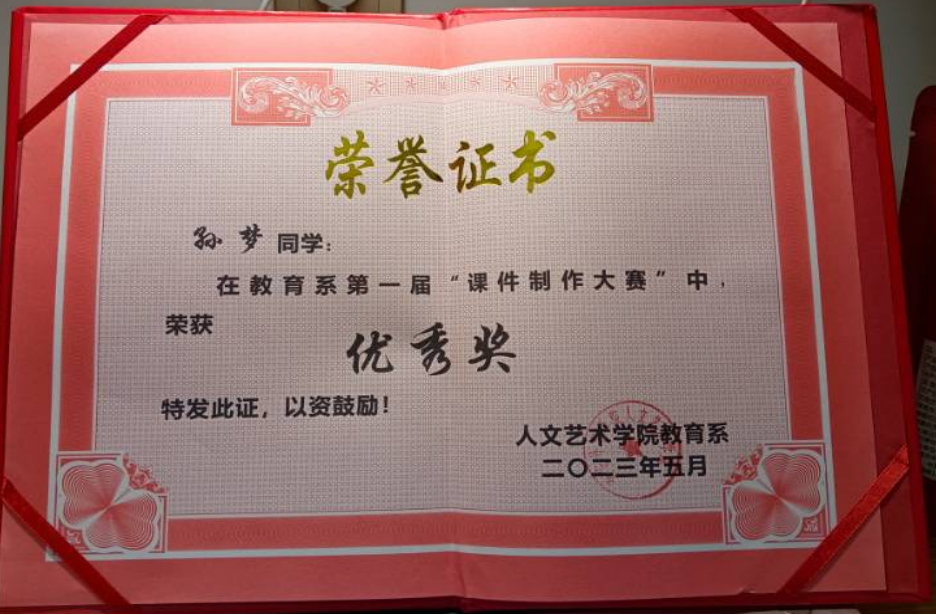 荣誉证书
孙梦 同学：
在教育系第一届“课件制作大赛”中，
荣获
优秀奖
特发此证，以资鼓励！
人文艺术学院教育系
二〇二三年五月